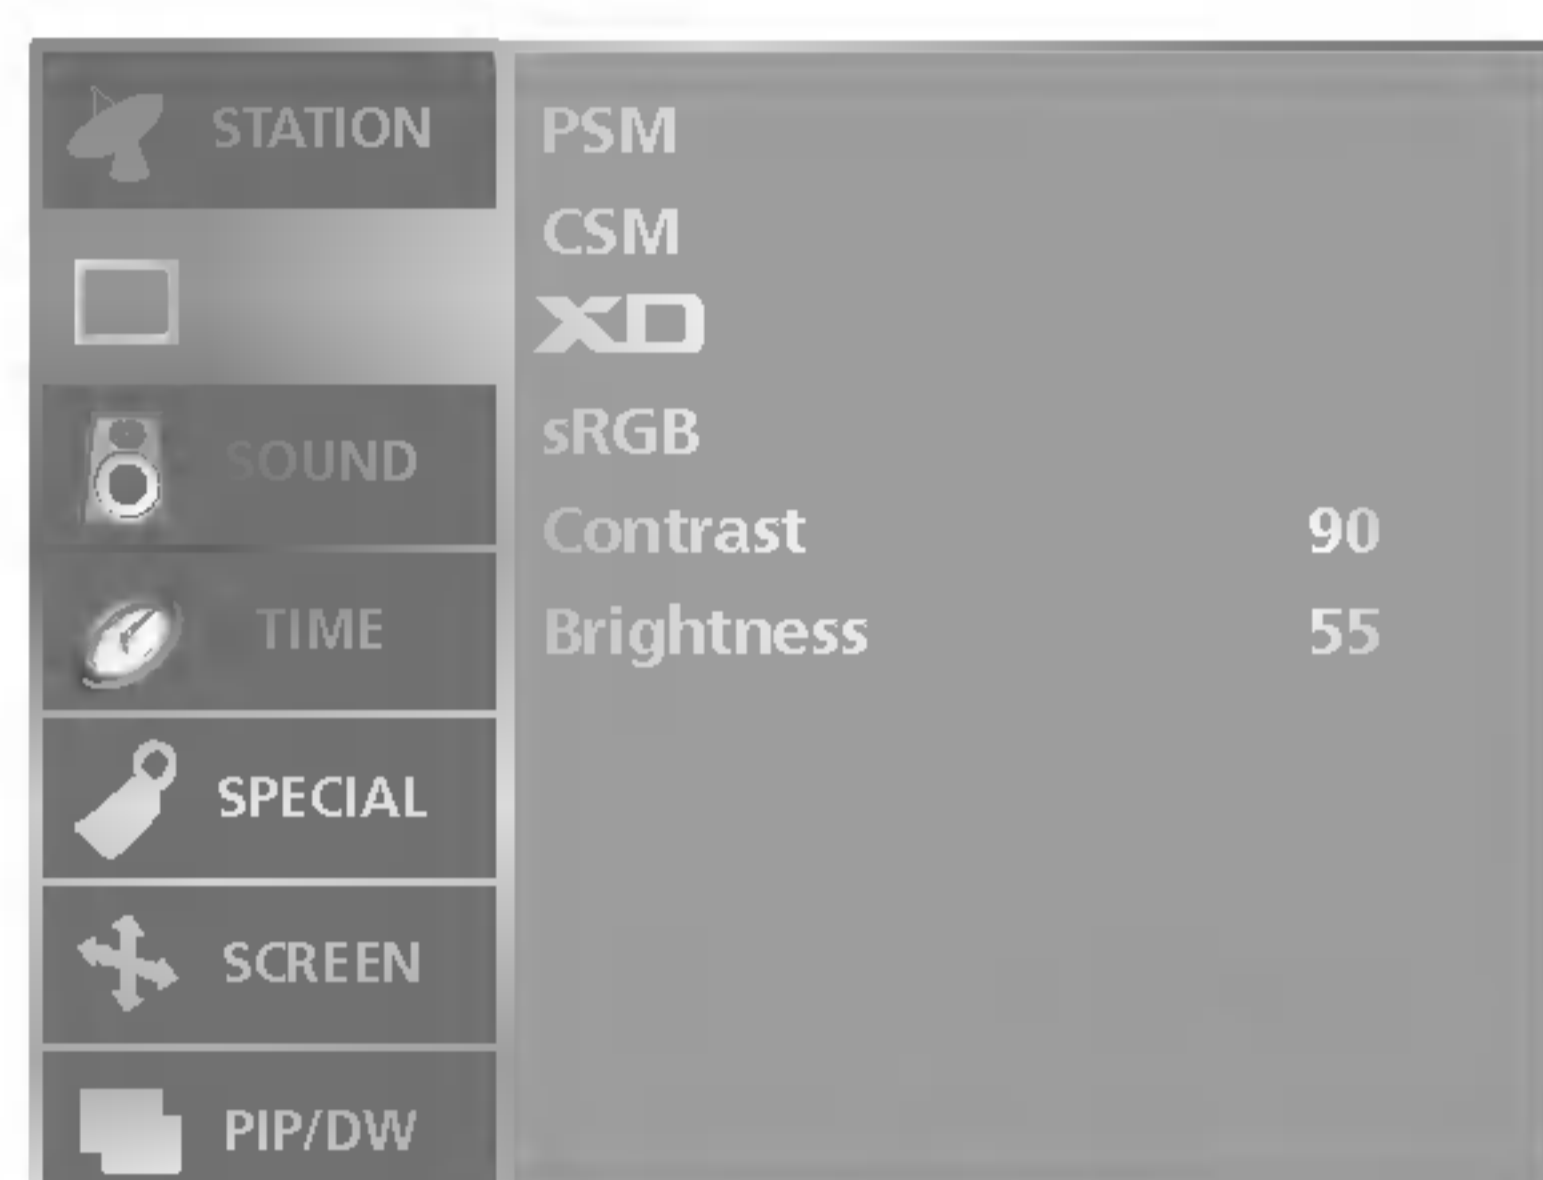 STATION
SOUND
TIME
SPECIAL
SCREEN
PIP/DW
PSM
CSM
XD
sRGB
Contrast 90
Brightness 55